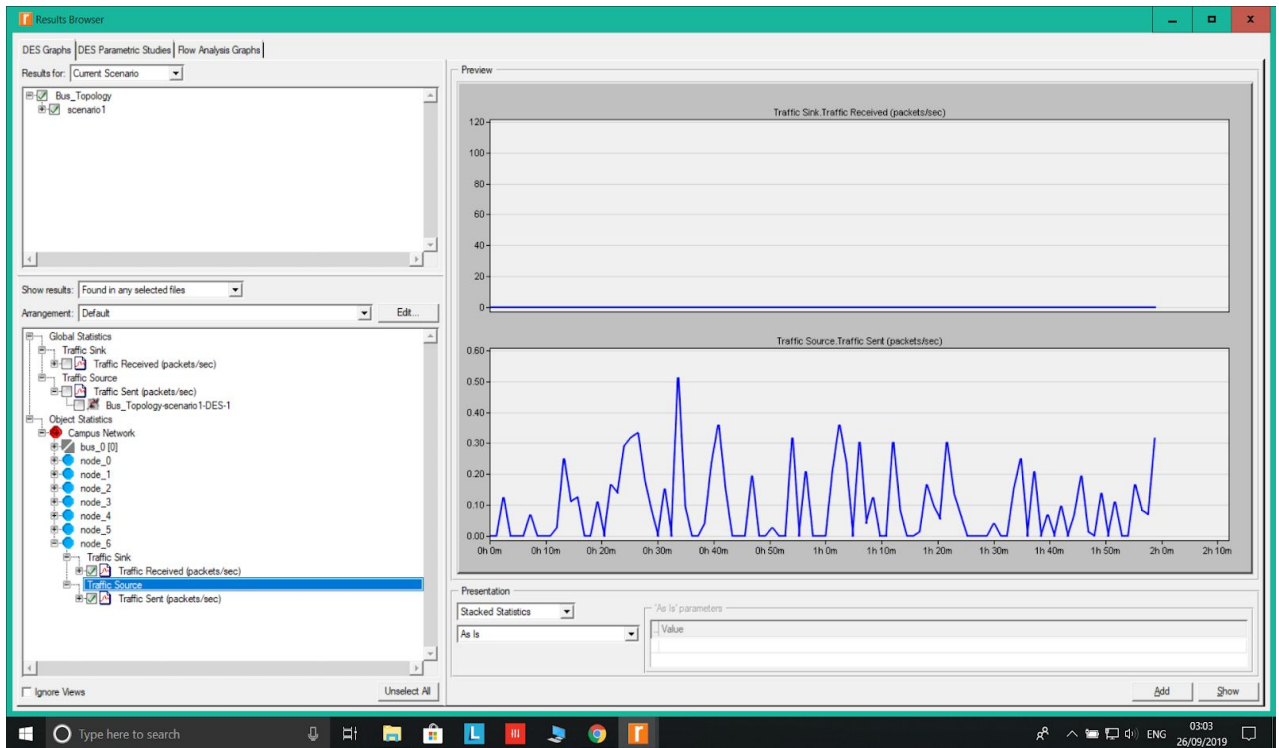 Results Browser
DES Graphs DES Parametric Studies Flow Analysis Graphs
Results for: Current Scenario
Bus_Topology
scenario1
Show results: Found in any selected files
Arrangement: Default Edit...
Global Statistics
Traffic Sink
Traffic Received (packets/sec)
Traffic Source
Traffic Sent (packets/sec)
Bus_Topology-scenario1-DES-1
Object Statistics
Campus Network
bus_0 [0]
node_0
node_1
node_2
node_3
node_4
node_5
node_6
Traffic Sink
Traffic Received (packets/sec)
Traffic Source
Traffic Sent (packets/sec)
Ignore Views Unselect All
Preview
Traffic Sink.Traffic Received (packets/sec)
120
100
80
60
40
20
0
Traffic Source.Traffic Sent (packets/sec)
0.60
0.50
0.40
0.30
0.20
0.10
0.00
0h 0m 0h 10m 0h 20m 0h 30m 0h 40m 0h 50m 1h 0m 1h 10m 1h 20m 1h 30m 1h 40m 1h 50m 2h 0m 2h 10m
Presentation
Stacked Statistics
As Is
'As Is' parameters
... Value
Add Show
Type here to search
L
ENG
03:03
26/09/2019